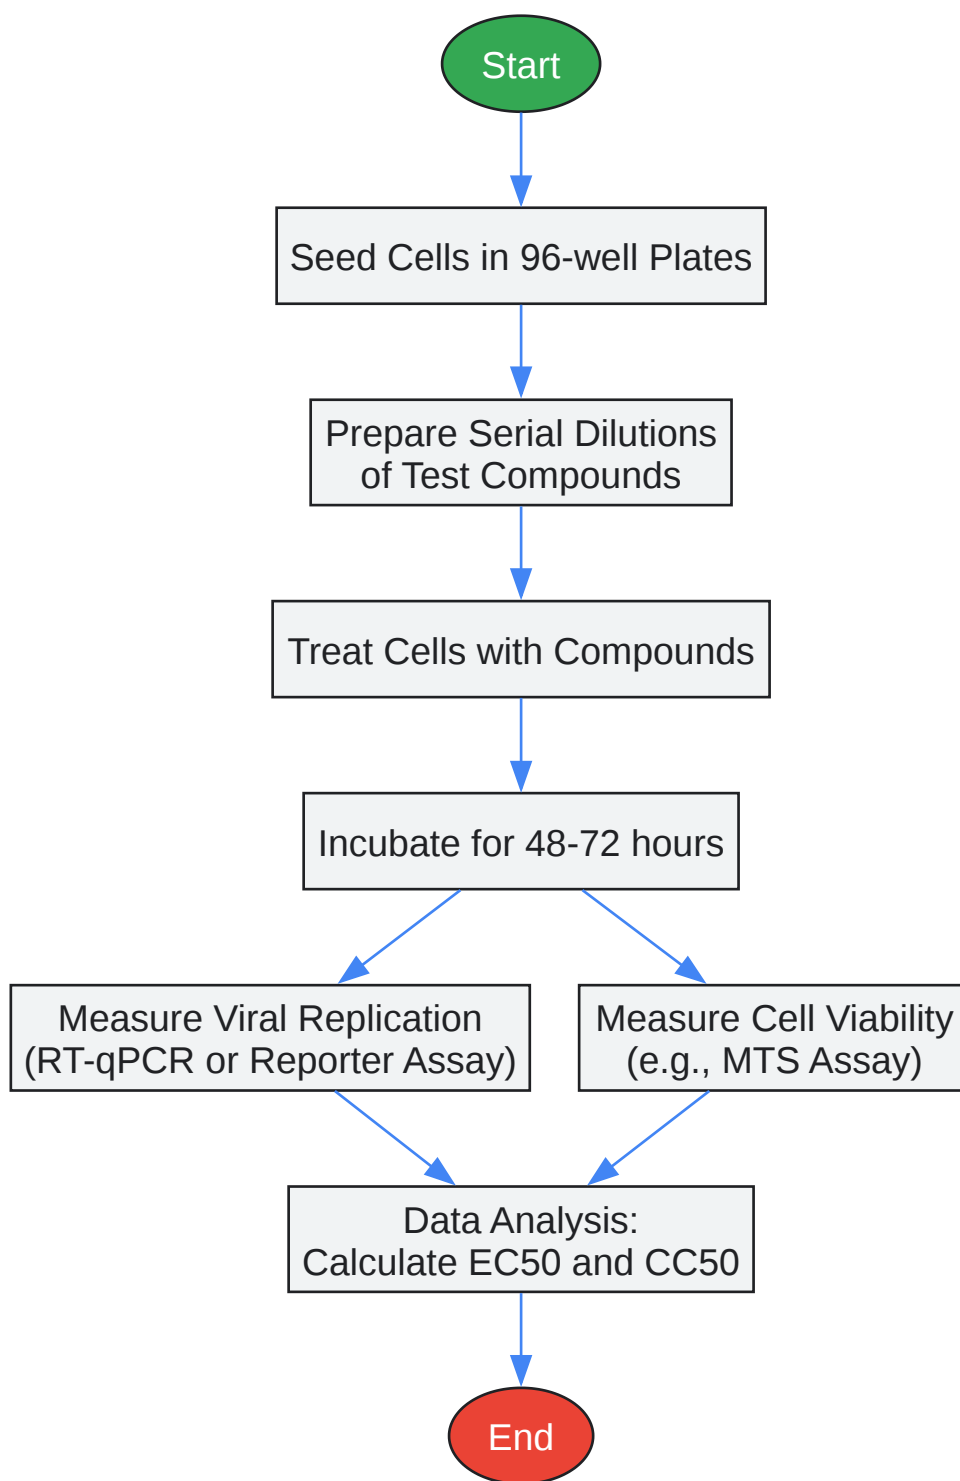 Start
Seed Cells in 96-well Plates
Prepare Serial Dilutions
of Test Compounds
Treat Cells with Compounds
Incubate for 48-72 hours
Measure Viral Replication
(RT-qPCR or Reporter Assay)
Measure Cell Viability
(e.g., MTS Assay)
Data Analysis:
Calculate EC50 and CC50
End